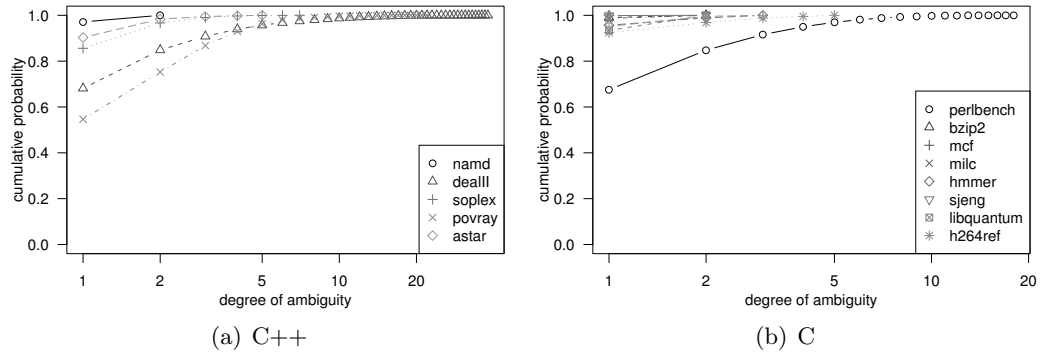 cumulative probability
1.0
0.8
0.6
0.4
0.2
0.0
namd
dealII
soplex
povray
astar
1 2 5 10 20
degree of ambiguity
(a) C++
cumulative probability
1.0
0.8
0.6
0.4
0.2
0.0
perlbench
bzip2
mcf
milc
hmmer
sjeng
libquantum
h264ref
1 2 5 10 20
degree of ambiguity
(b) C